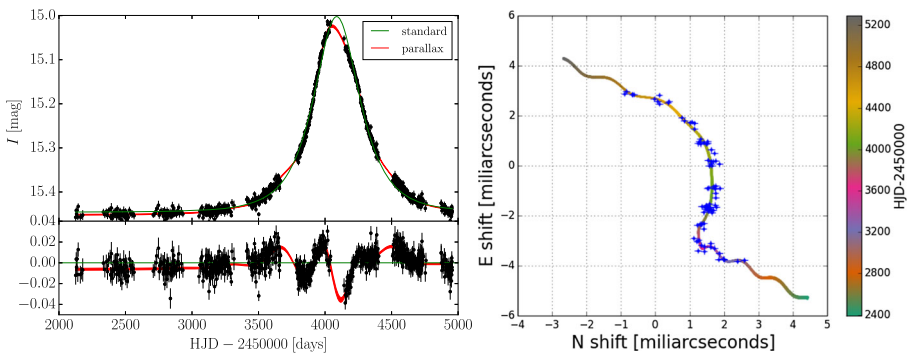 15.0
standard
parallax
15.1
15.2
15.3
15.4
I [mag]
0.04
0.02
0.00
−0.02
−0.04
2000 2500 3000 3500 4000 4500 5000
HJD − 2450000 [days]
6
4
2
0
−2
−4
−6
E shift [miliarcseconds]
−4 −3 −2 −1 0 1 2 3 4 5
N shift [miliarcseconds]
5200
4800
4400
4000
3600
3200
2800
2400
HJD-2450000